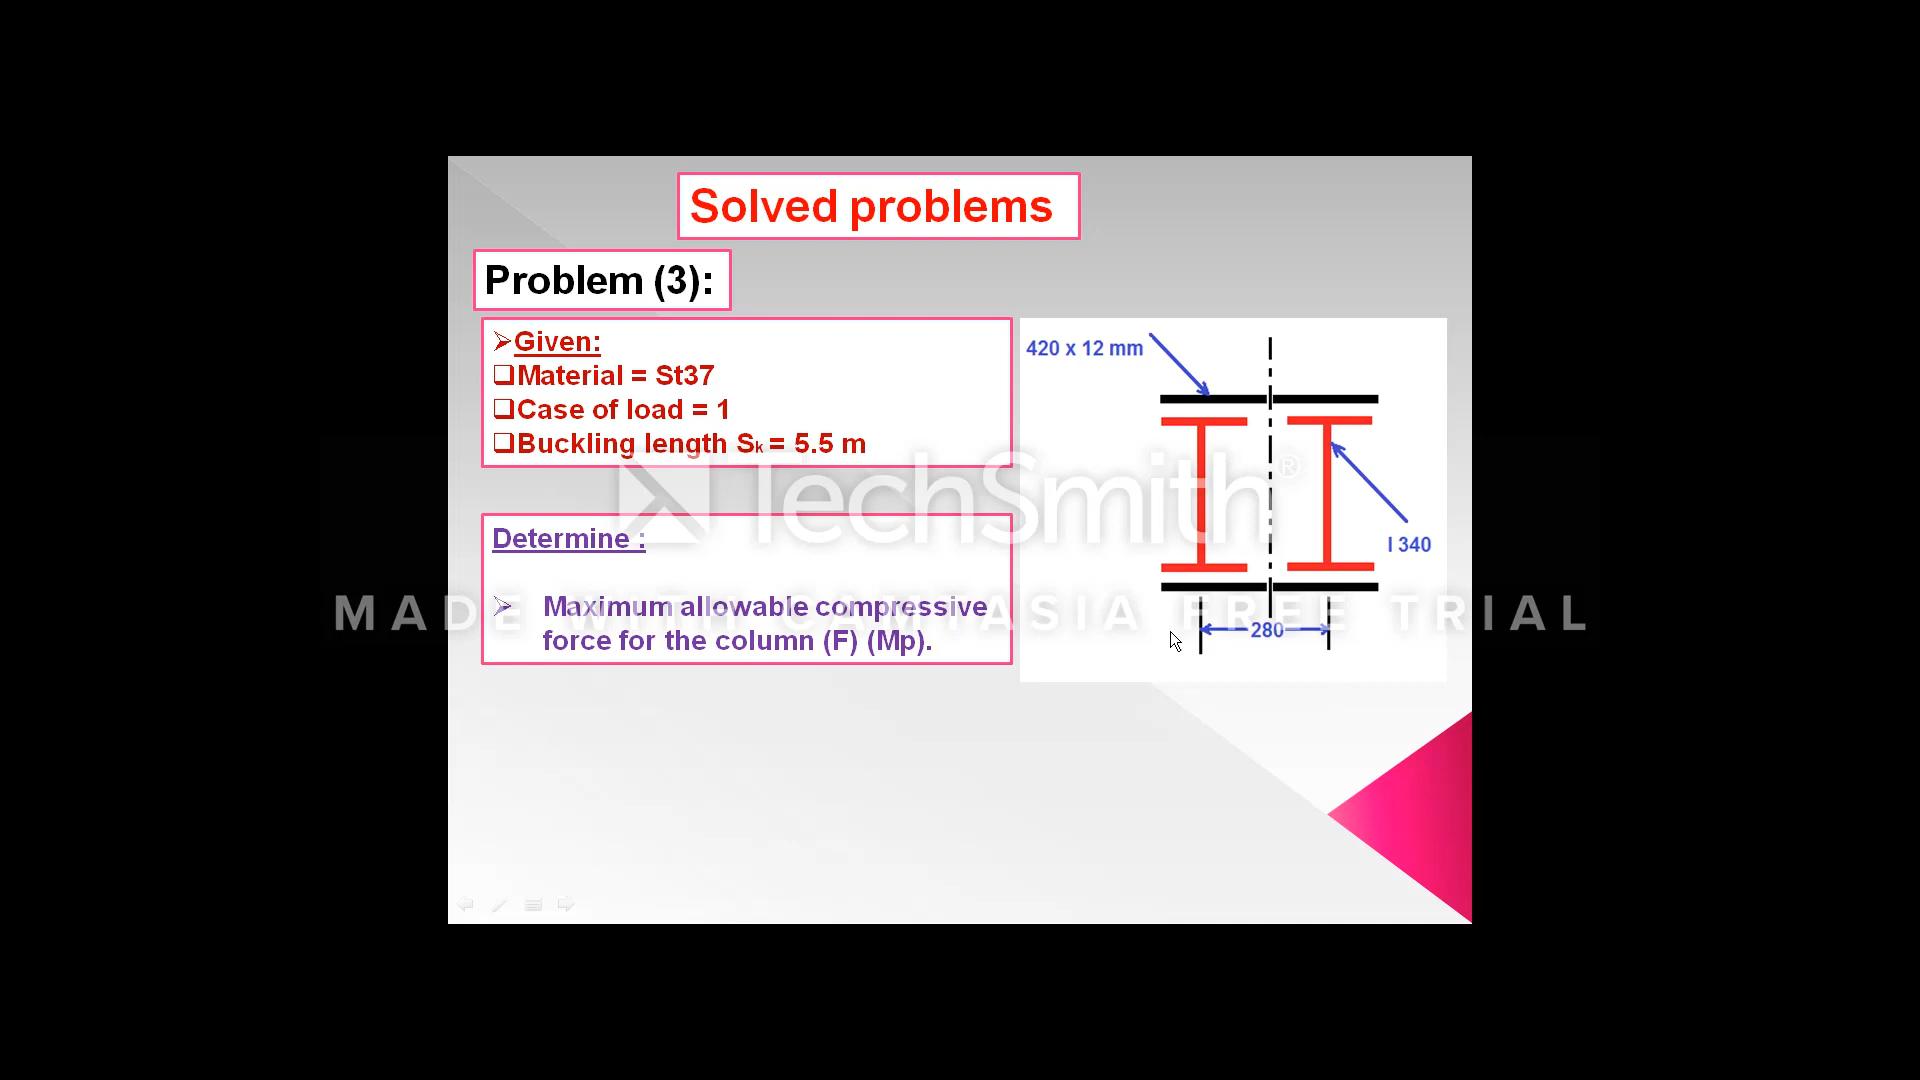 Solved problems
Problem (3):
Given:
Material = St37
Case of load = 1
Buckling length Sk = 5.5 m
Determine :
Maximum allowable compressive
force for the column (F) (Mp).
420 x 12 mm
I 340
280
TechSmith®
MADE WITH CAMTASIA FREE TRIAL